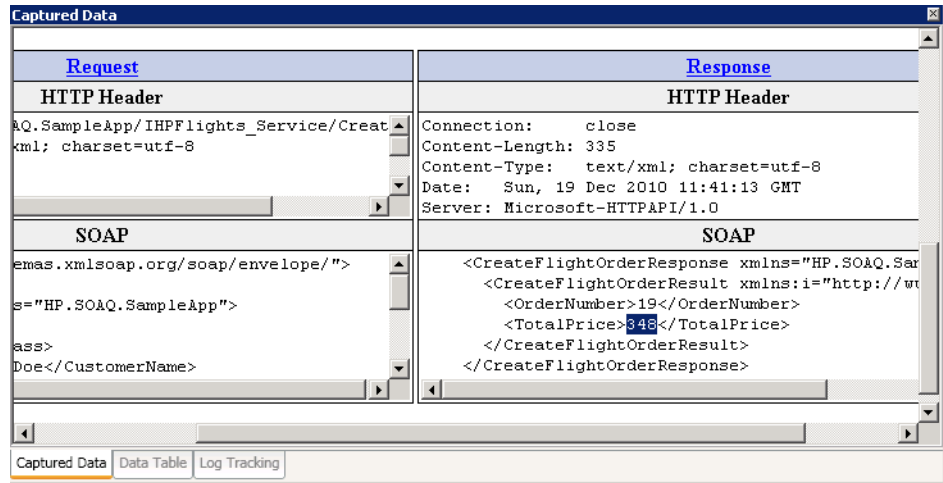 Captured Data
Request
Response
HTTP Header
HTTP Header
AQ.SampleApp/IHPFlights_Service/Creat
xml; charset=utf-8
Connection: close
Content-Length: 335
Content-Type: text/xml; charset=utf-8
Date: Sun, 19 Dec 2010 11:41:13 GMT
Server: Microsoft-HTTPAPI/1.0
SOAP
SOAP
emas.xmlsoap.org/soap/envelope/">
s="HP.SOAQ.SampleApp">
ass>
Doe</CustomerName>
<CreateFlightOrderResponse xmlns="HP.SOAQ.Sam
<CreateFlightOrderResult xmlns:i="http://ww
<OrderNumber>19</OrderNumber>
<TotalPrice>348</TotalPrice>
</CreateFlightOrderResult>
</CreateFlightOrderResponse>
Captured Data
Data Table
Log Tracking